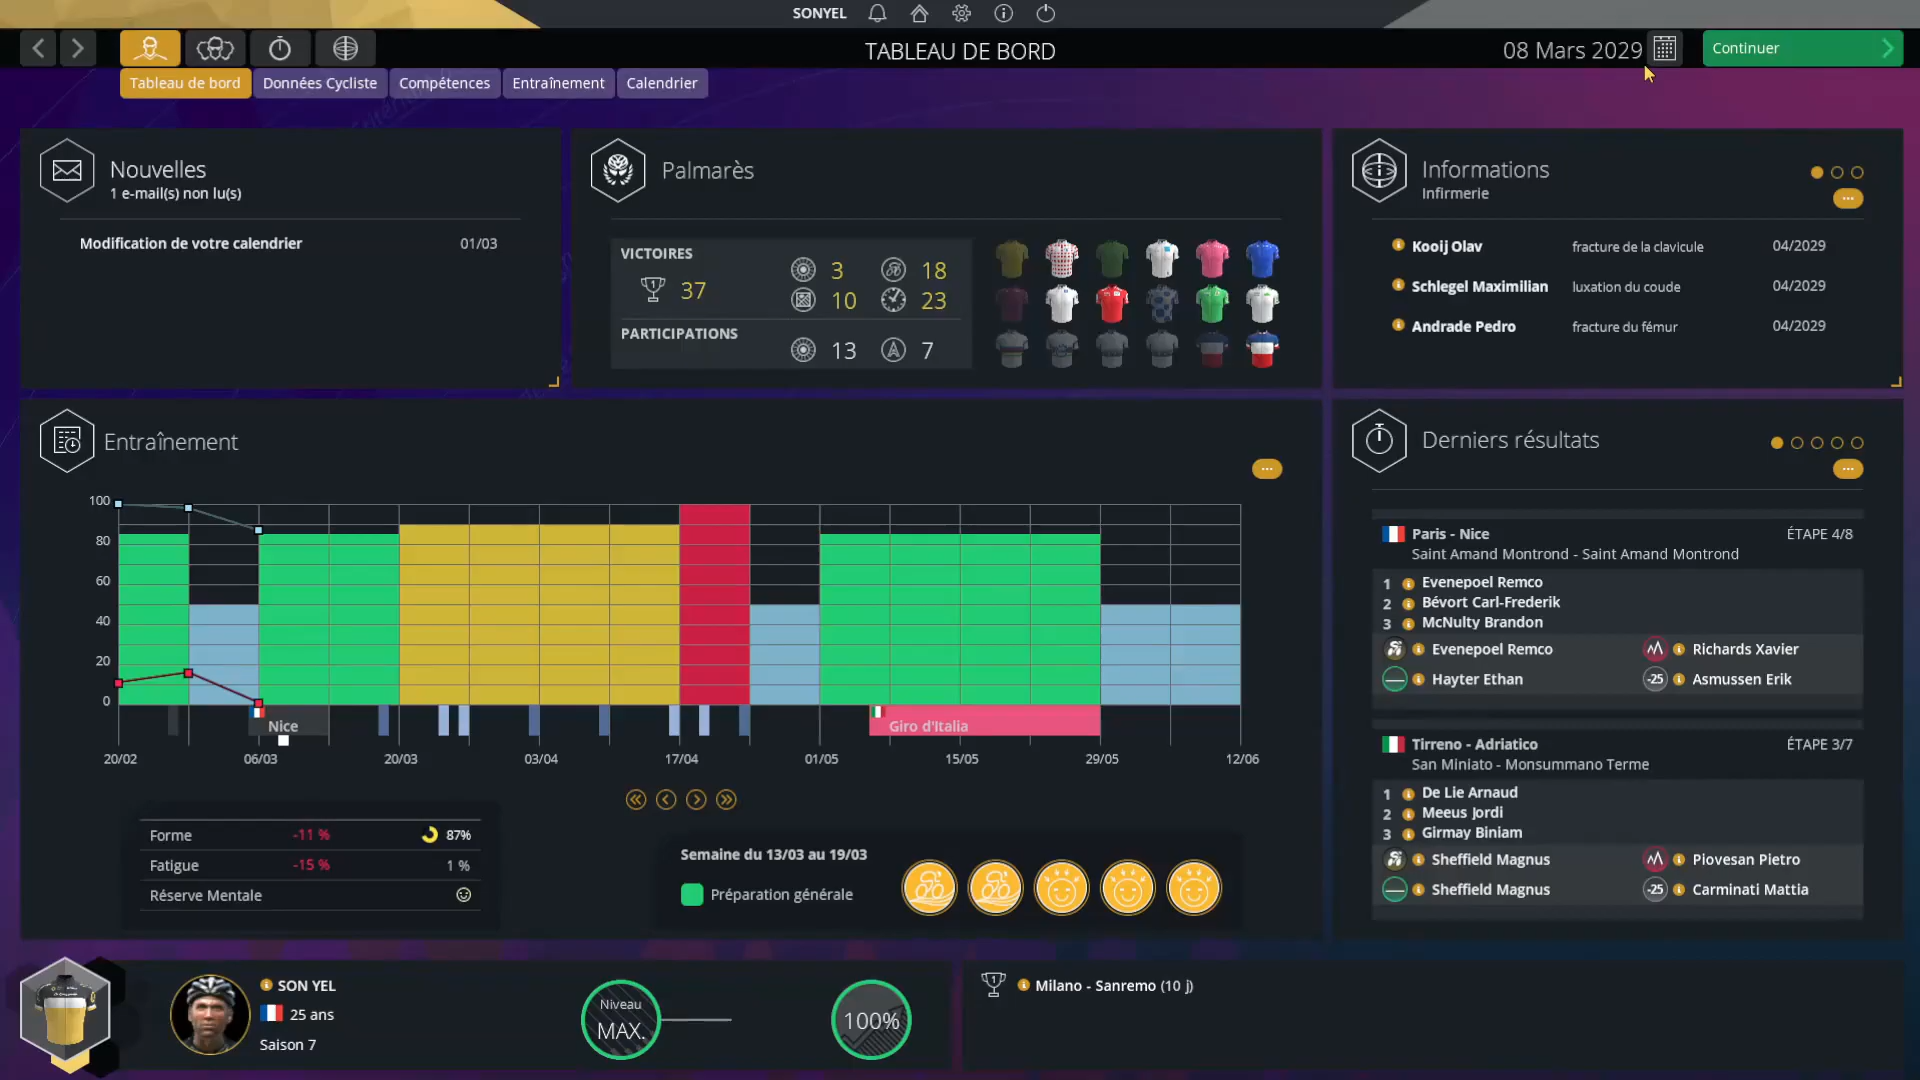 SONYEL
TABLEAU DE BORD
08 Mars 2029
Continuer
Tableau de bord
Données Cycliste
Compétences
Entraînement
Calendrier
Nouvelles
1 e-mail(s) non lu(s)
Modification de votre calendrier 01/03
Palmarès
VICTOIRES
37
3 18
10 23
PARTICIPATIONS
13 7
Informations
Infirmerie
...
Kooij Olav fracture de la clavicule 04/2029
Schlegel Maximilian luxation du coude 04/2029
Andrade Pedro fracture du fémur 04/2029
Entraînement
...
100
80
60
40
20
0
Nice
Giro d'Italia
20/02 06/03 20/03 03/04 17/04 01/05 15/05 29/05 12/06
Forme -11 % 87%
Fatigue -15 % 1 %
Réserve Mentale
Semaine du 13/03 au 19/03
Préparation générale
Derniers résultats
...
Paris - Nice ÉTAPE 4/8
Saint Amand Montrond - Saint Amand Montrond
1 Evenepoel Remco
2 Bévort Carl-Frederik
3 McNulty Brandon
Evenepoel Remco Richards Xavier
Hayter Ethan -25 Asmussen Erik
Tirreno - Adriatico ÉTAPE 3/7
San Miniato - Monsummano Terme
1 De Lie Arnaud
2 Meeus Jordi
3 Girmay Biniam
Sheffield Magnus Piovesan Pietro
Sheffield Magnus -25 Carminati Mattia
SON YEL
25 ans
Saison 7
Niveau
MAX.
100%
Milano - Sanremo (10 j)